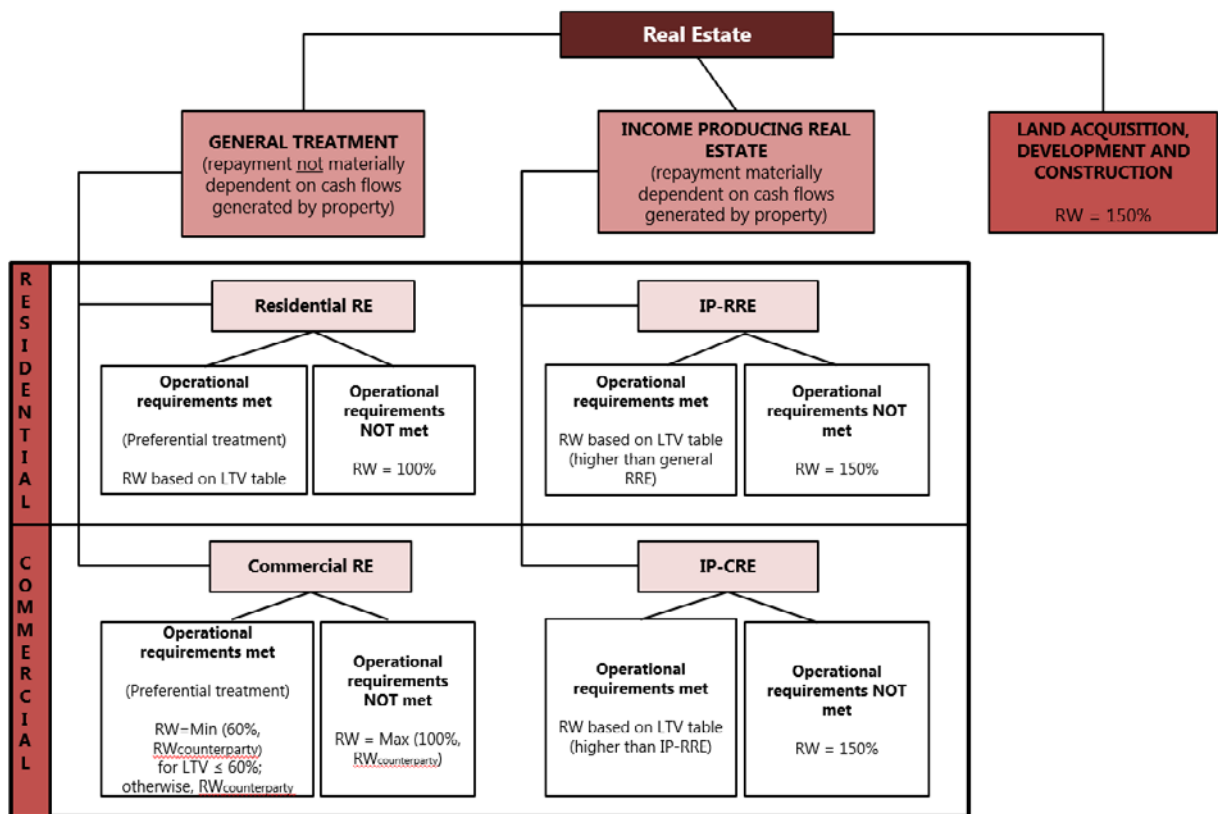 Real Estate
GENERAL TREATMENT
(repayment not materially
dependent on cash flows
generated by property)
INCOME PRODUCING REAL
ESTATE
(repayment materially
dependent on cash flows
generated by property)
LAND ACQUISITION,
DEVELOPMENT AND
CONSTRUCTION
RW = 150%
RESIDENTIAL
Residential RE
Operational
requirements met
(Preferential treatment)
RW based on LTV table
Operational
requirements
NOT met
RW = 100%
IP-RRE
Operational
requirements met
RW based on LTV table
(higher than general
RRE)
Operational
requirements NOT
met
RW = 150%
COMMERCIAL
Commercial RE
Operational
requirements met
(Preferential treatment)
RW=Min (60%,
RWcounterparty)
for LTV ≤ 60%;
otherwise, RWcounterparty
Operational
requirements
NOT met
RW = Max (100%,
RWcounterparty)
IP-CRE
Operational
requirements met
RW based on LTV table
(higher than IP-RRE)
Operational
requirements NOT
met
RW = 150%